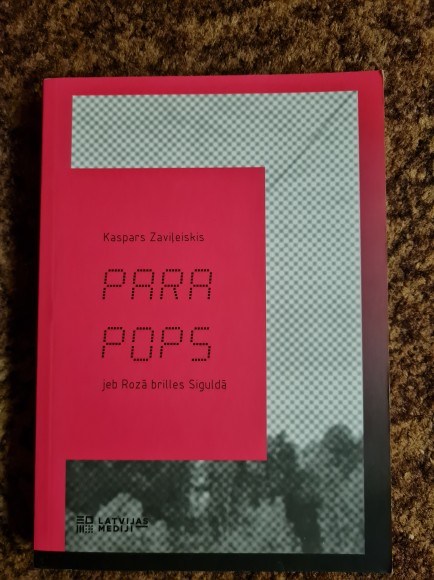 Kaspars Zaviļeiskis
PARA
POPS
jeb Rozā brilles Siguldā
LATVIJAS
MEDIJI